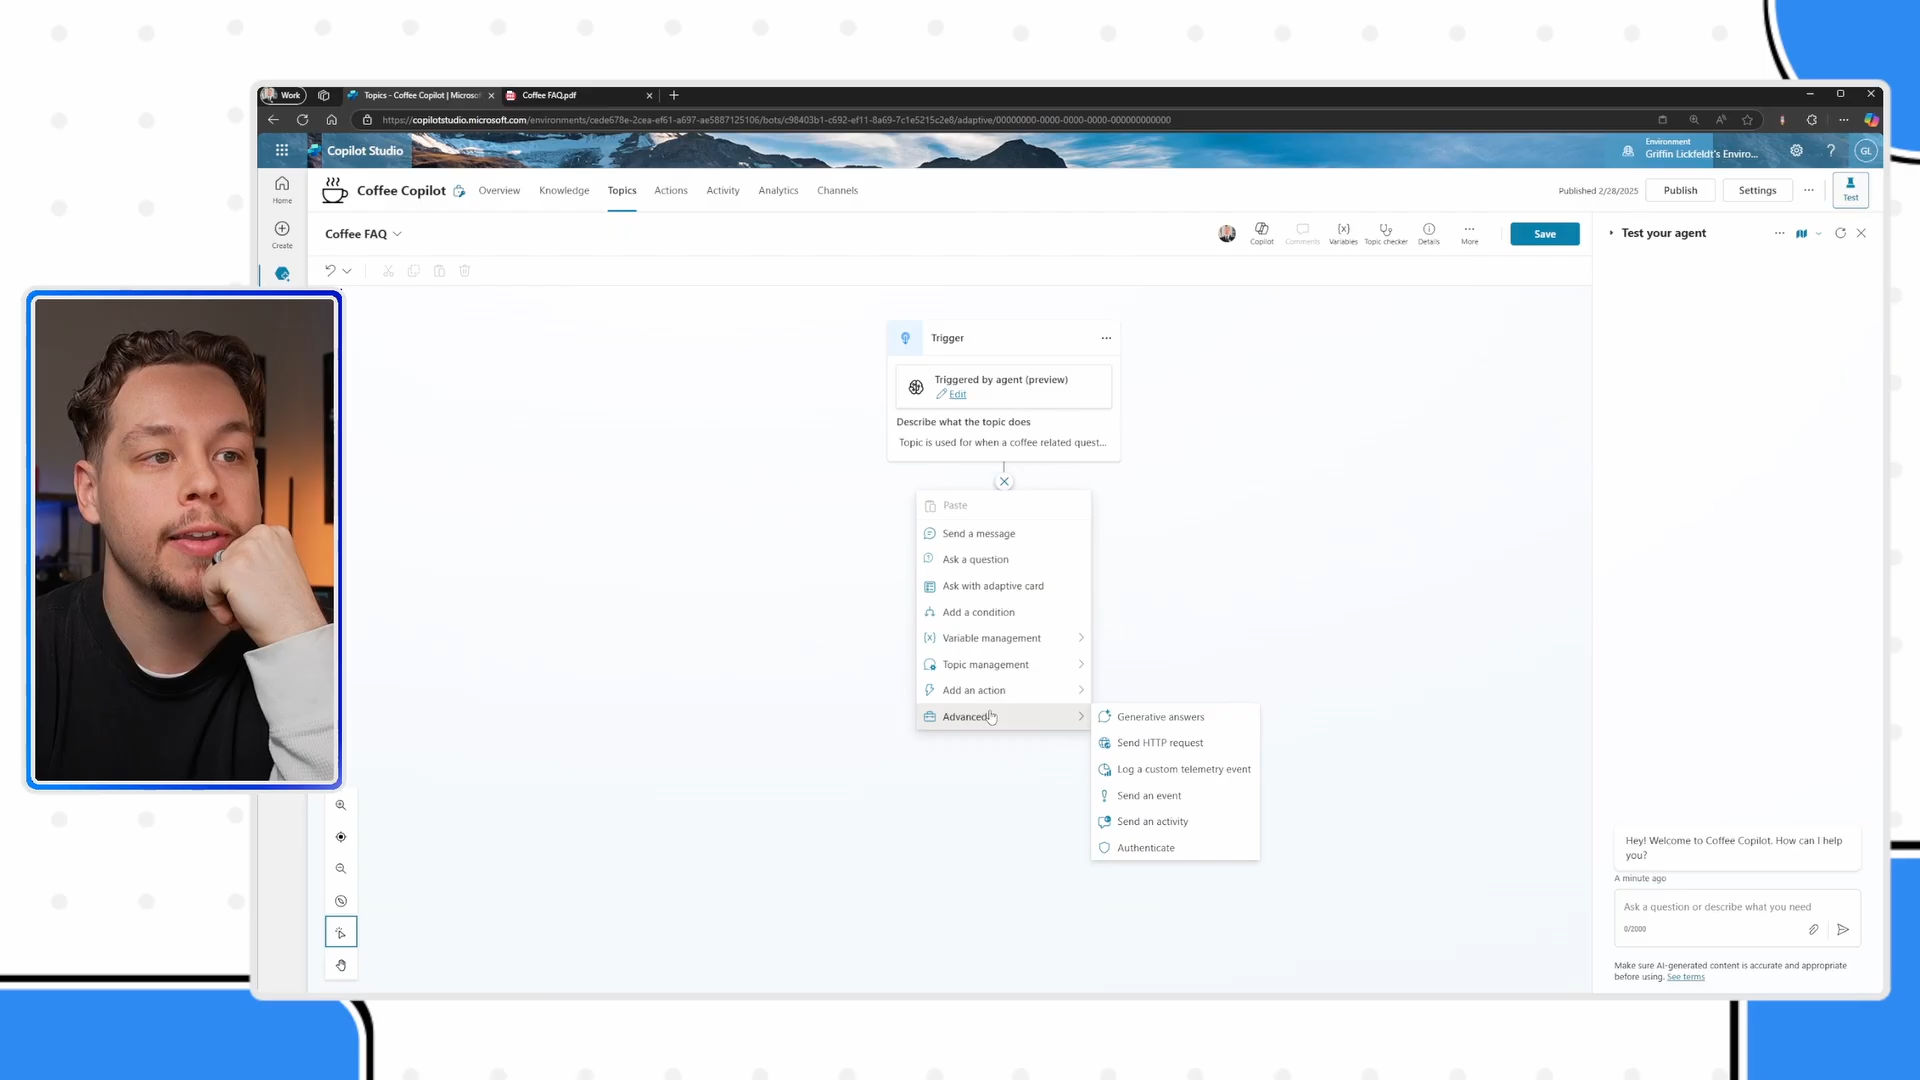 Work
Topics - Coffee Copilot | Microso
Coffee FAQ.pdf
https://copilotstudio.microsoft.com/environments/cede678e-2cea-ef61-a697-ae5887125106/bots/c98403b1-c692-ef11-8a69-7c1e5215c2e8/adaptive/00000000-0000-0000-0000-000000000000
Copilot Studio
Environment
Griffin Lickfeldt's Enviro...
GL
Home
Create
Coffee Copilot
Overview
Knowledge
Topics
Actions
Activity
Analytics
Channels
Published 2/28/2025
Publish
Settings
Test
Coffee FAQ
Copilot
Comments
Variables
Topic checker
Details
More
Save
Test your agent
Trigger
Triggered by agent (preview)
Edit
Describe what the topic does
Topic is used for when a coffee related quest...
Paste
Send a message
Ask a question
Ask with adaptive card
Add a condition
Variable management
Topic management
Add an action
Advanced
Generative answers
Send HTTP request
Log a custom telemetry event
Send an event
Send an activity
Authenticate
Hey! Welcome to Coffee Copilot. How can I help
you?
A minute ago
Ask a question or describe what you need
0/2000
Make sure AI-generated content is accurate and appropriate
before using. See terms